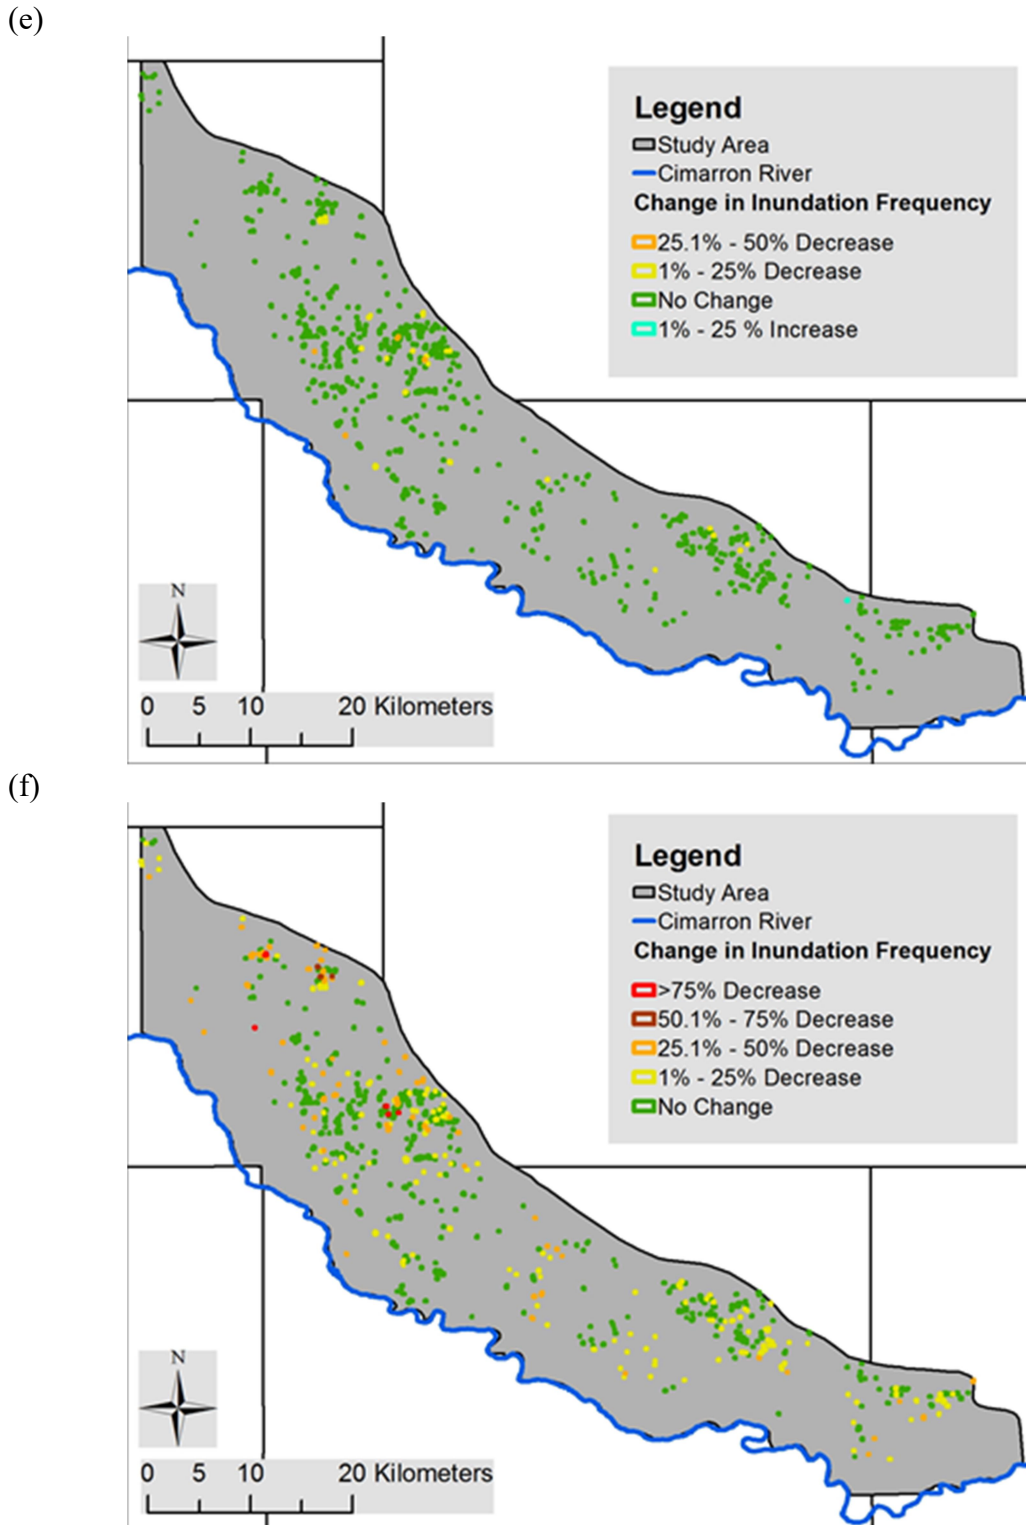 (e)
Legend
Study Area
Cimarron River
Change in Inundation Frequency
25.1% - 50% Decrease
1% - 25% Decrease
No Change
1% - 25 % Increase
N
0 5 10 20 Kilometers
(f)
Legend
Study Area
Cimarron River
Change in Inundation Frequency
>75% Decrease
50.1% - 75% Decrease
25.1% - 50% Decrease
1% - 25% Decrease
No Change
N
0 5 10 20 Kilometers